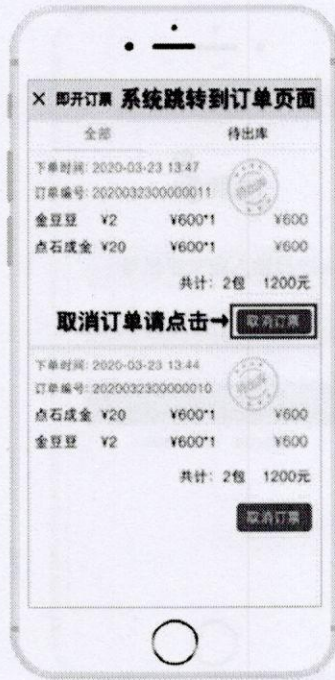 × 即开订票 系统跳转到订单页面
全部 待出库
下单时间: 2020-03-23 13:47
订单编号: 2020032300000011
金豆豆 ¥2 ¥600*1 ¥600
点石成金 ¥20 ¥600*1 ¥600
共计: 2包 1200元
取消订单请点击→ 取消订票
下单时间: 2020-03-23 13:44
订单编号: 2020032300000010
点石成金 ¥20 ¥600*1 ¥600
金豆豆 ¥2 ¥600*1 ¥600
共计: 2包 1200元
取消订票